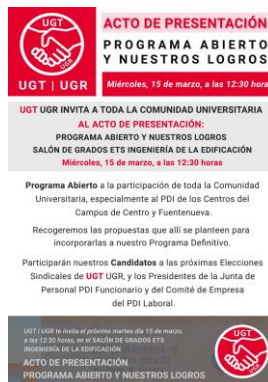 UGT
UGR
UGT | UGR
ACTO DE PRESENTACIÓN
PROGRAMA ABIERTO
Y NUESTROS LOGROS
Miércoles, 15 de marzo, a las 12:30 hora
UGT UGR INVITA A TODA LA COMUNIDAD UNIVERSITARIA
AL ACTO DE PRESENTACIÓN:
PROGRAMA ABIERTO Y NUESTROS LOGROS
SALÓN DE GRADOS ETS INGENIERÍA DE LA EDIFICACIÓN
Miércoles, 15 de marzo, a las 12:30 horas
Programa Abierto a la participación de toda la Comunidad
Universitaria, especialmente al PDI de los Centros del
Campus de Centro y Fuentenueva.
Recogeremos las propuestas que allí se planteen para
incorporarlas a nuestro Programa Definitivo.
Participarán nuestros Candidatos a las próximas Elecciones
Sindicales de UGT UGR, y los Presidentes de la Junta de
Personal PDI Funcionario y del Comité de Empresa
del PDI Laboral.
UGT / UGR te invita el próximo martes día 15 de marzo,
a las 12:30 horas, en el SALÓN DE GRADOS ETS
INGENIERÍA DE LA EDIFICACIÓN
ACTO DE PRESENTACIÓN
PROGRAMA ABIERTO Y NUESTROS LOGROS
UGT
UGR